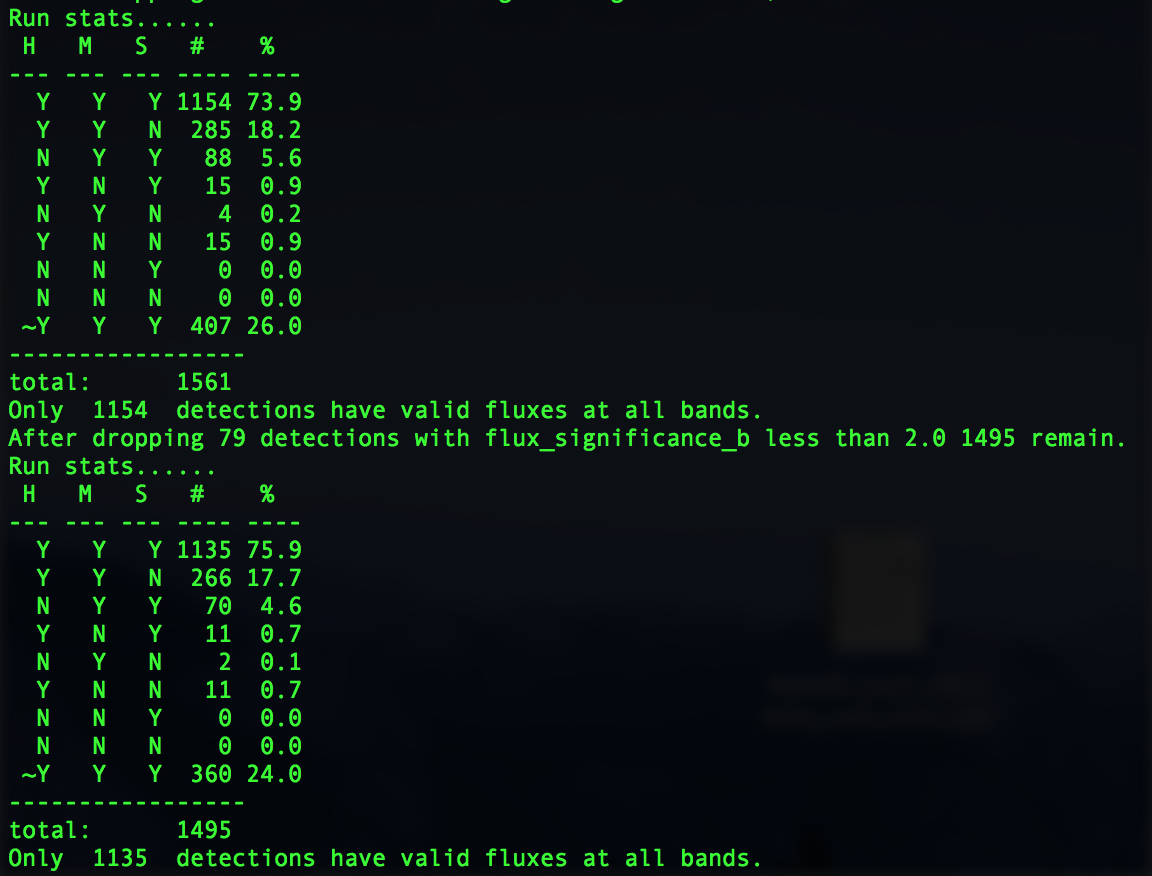 Run stats......
H M S # %
--- --- --- ---- ----
Y Y Y 1154 73.9
Y Y N 285 18.2
N Y Y 88 5.6
Y N Y 15 0.9
N Y N 4 0.2
Y N N 15 0.9
N N Y 0 0.0
N N N 0 0.0
~Y Y Y 407 26.0
-----------------
total: 1561
Only 1154 detections have valid fluxes at all bands.
After dropping 79 detections with flux_significance_b less than 2.0 1495 remain.
Run stats......
H M S # %
--- --- --- ---- ----
Y Y Y 1135 75.9
Y Y N 266 17.7
N Y Y 70 4.6
Y N Y 11 0.7
N Y N 2 0.1
Y N N 11 0.7
N N Y 0 0.0
N N N 0 0.0
~Y Y Y 360 24.0
-----------------
total: 1495
Only 1135 detections have valid fluxes at all bands.